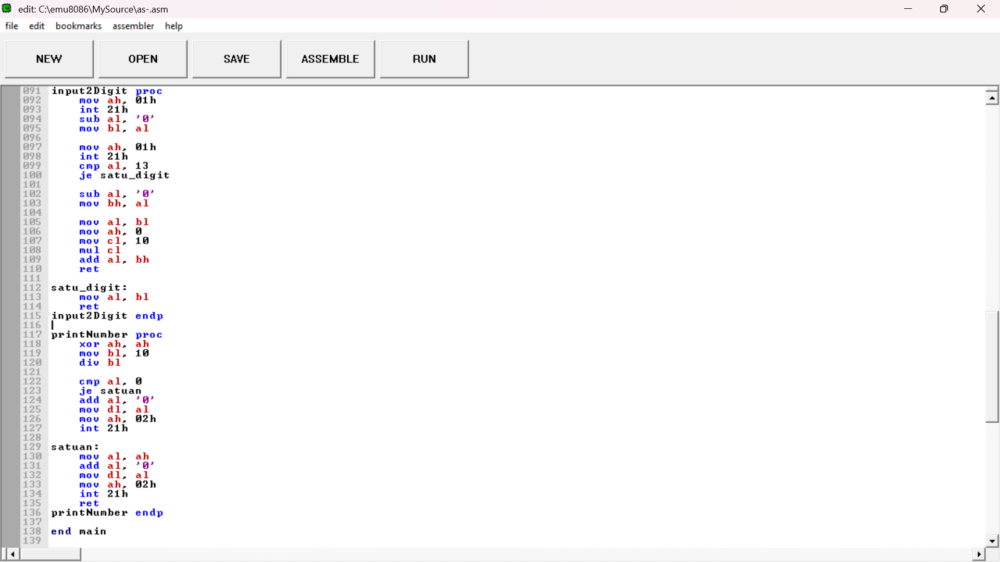 edit: C:\emu8086\MySource\as-.asm
file edit bookmarks assembler help
NEW OPEN SAVE ASSEMBLE RUN
091 input2Digit proc
092 mov ah, 01h
093 int 21h
094 sub al, '0'
095 mov bl, al
096
097 mov ah, 01h
098 int 21h
099 cmp al, 13
100 je satu_digit
101
102 sub al, '0'
103 mov bh, al
104
105 mov al, bl
106 mov ah, 0
107 mov cl, 10
108 mul cl
109 add al, bh
110 ret
111
112 satu_digit:
113 mov al, bl
114 ret
115 input2Digit endp
116
117 printNumber proc
118 xor ah, ah
119 mov bl, 10
120 div bl
121
122 cmp al, 0
123 je satuan
124 add al, '0'
125 mov dl, al
126 mov ah, 02h
127 int 21h
128
129 satuan:
130 mov al, ah
131 add al, '0'
132 mov dl, al
133 mov ah, 02h
134 int 21h
135 ret
136 printNumber endp
137
138 end main
139